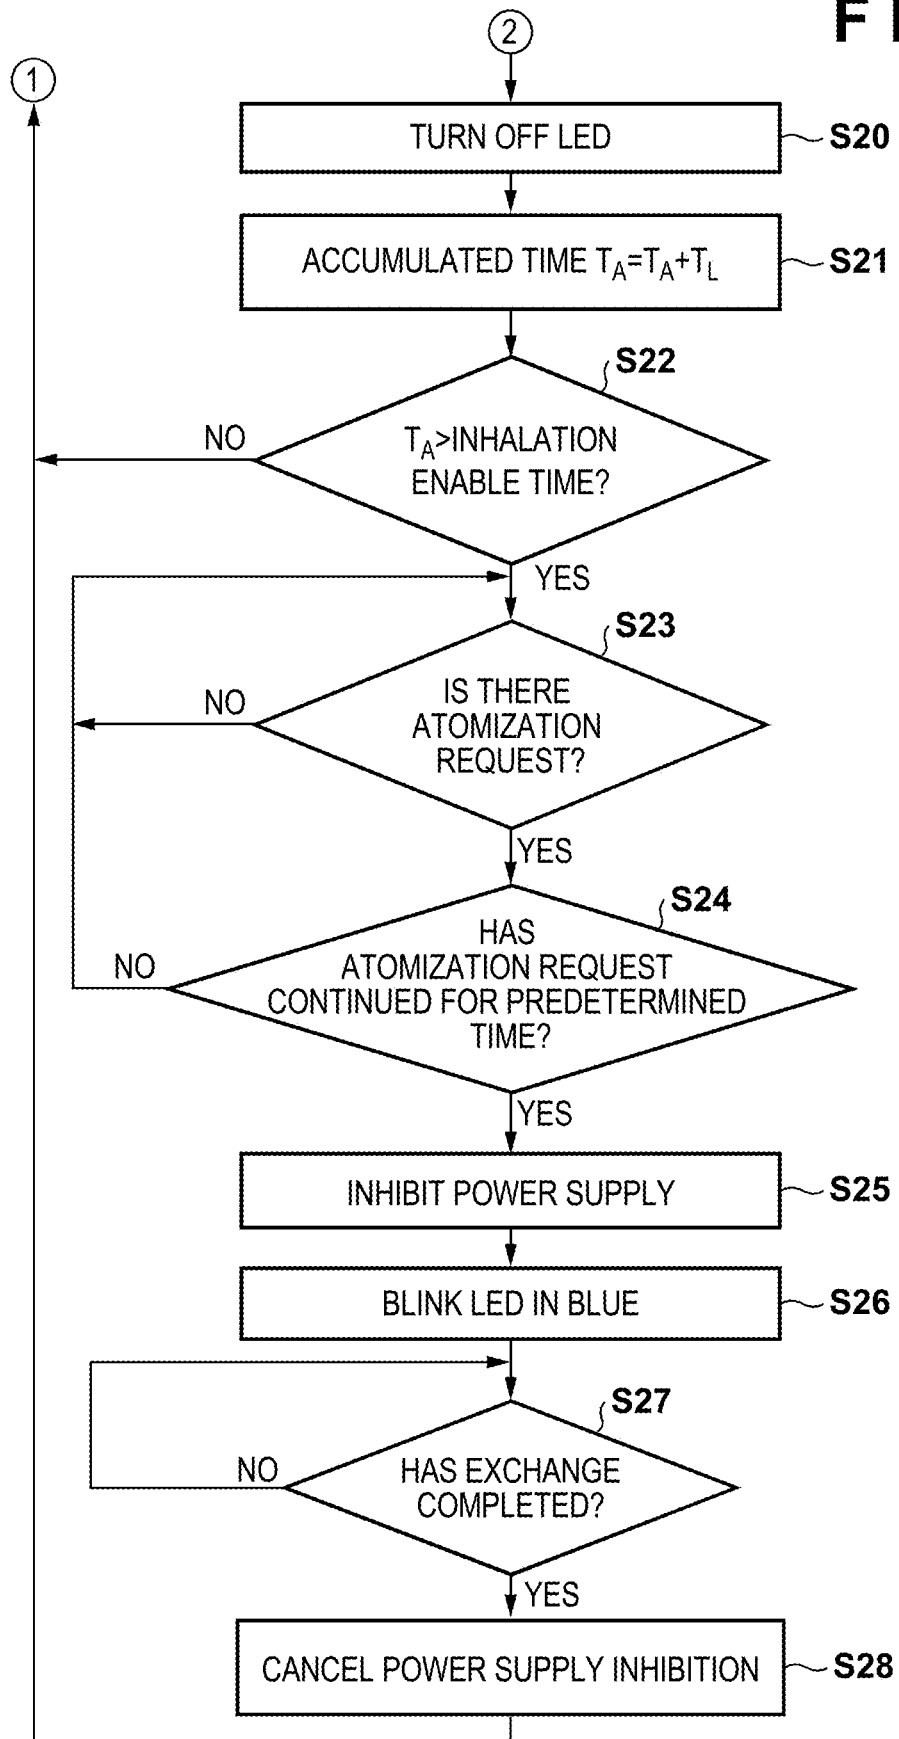 F I
2
1
TURN OFF LED
S20
ACCUMULATED TIME TA=TA+TL
S21
S22
NO
TA>INHALATION
ENABLE TIME?
YES
S23
NO
IS THERE
ATOMIZATION
REQUEST?
YES
S24
NO
HAS
ATOMIZATION REQUEST
CONTINUED FOR PREDETERMINED
TIME?
YES
INHIBIT POWER SUPPLY
S25
BLINK LED IN BLUE
S26
S27
NO
HAS EXCHANGE
COMPLETED?
YES
CANCEL POWER SUPPLY INHIBITION
S28